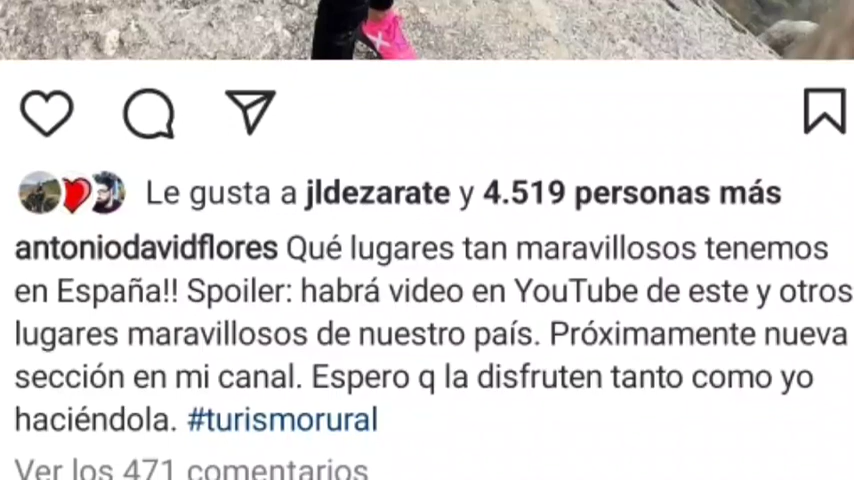 Le gusta a jldezarate y 4.519 personas más
antoniodavidflores Qué lugares tan maravillosos tenemos
en España!! Spoiler: habrá video en YouTube de este y otros
lugares maravillosos de nuestro país. Próximamente nueva
sección en mi canal. Espero q la disfruten tanto como yo
haciéndola. #turismorural
Ver los 471 comentarios